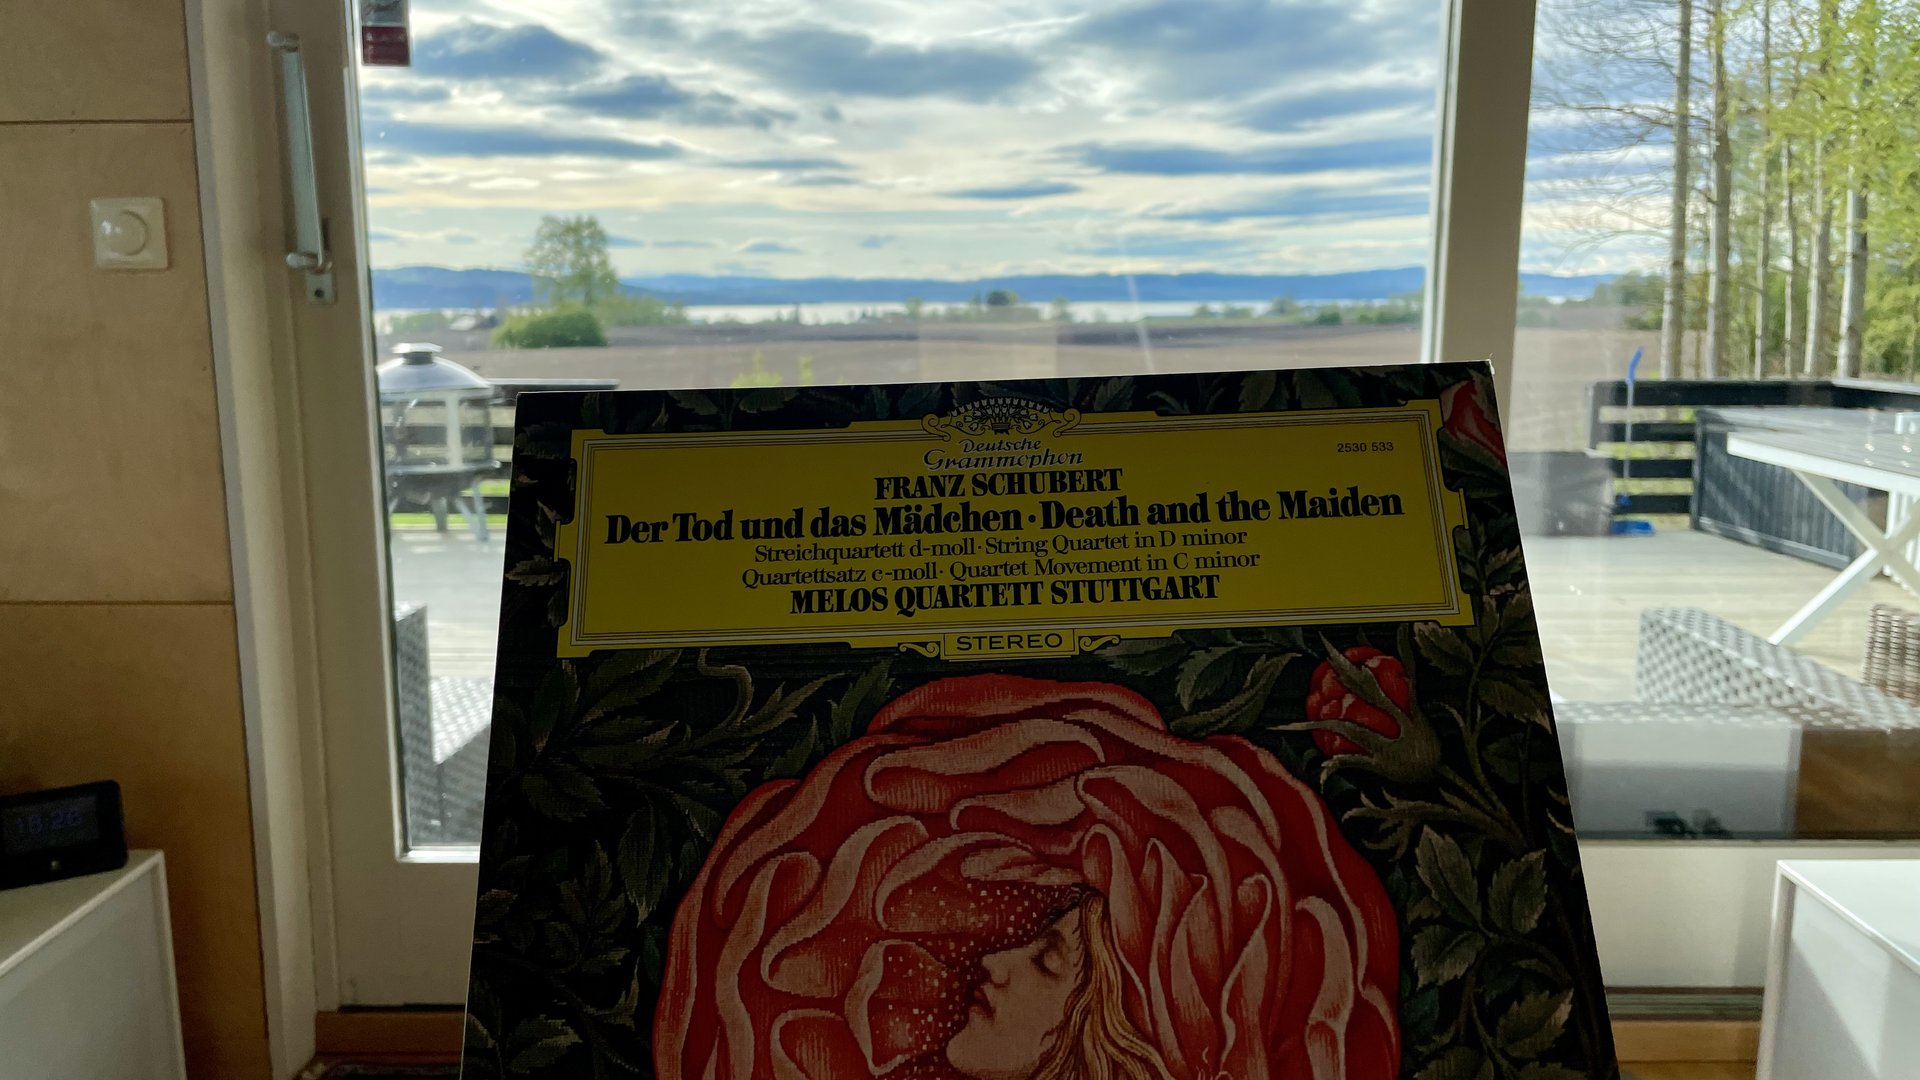 Deutsche
Grammophon
2530 533
FRANZ SCHUBERT
Der Tod und das Mädchen · Death and the Maiden
Streichquartett d-moll · String Quartet in D minor
Quartettsatz c-moll · Quartet Movement in C minor
MELOS QUARTETT STUTTGART
STEREO